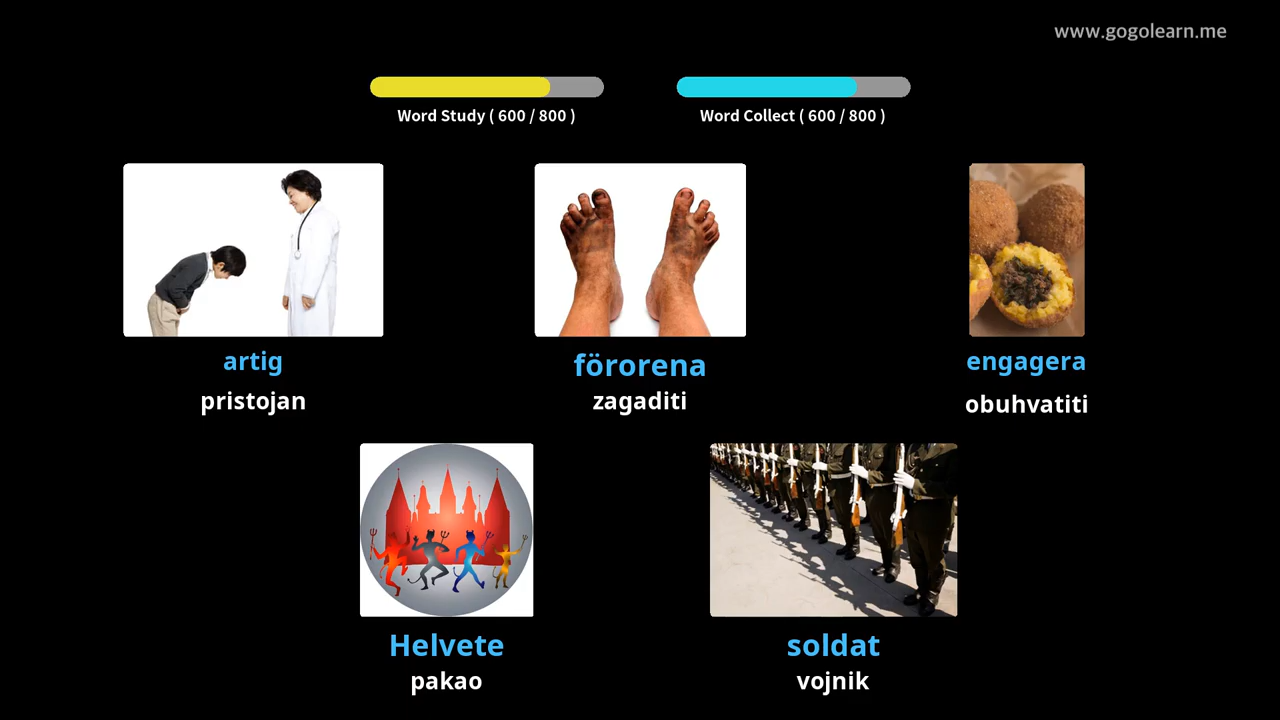 www.gogolearn.me
Word Study ( 600 / 800 )
Word Collect ( 600 / 800 )
artig
pristojan
förorena
zagaditi
engagera
obuhvatiti
Helvete
pakao
soldat
vojnik